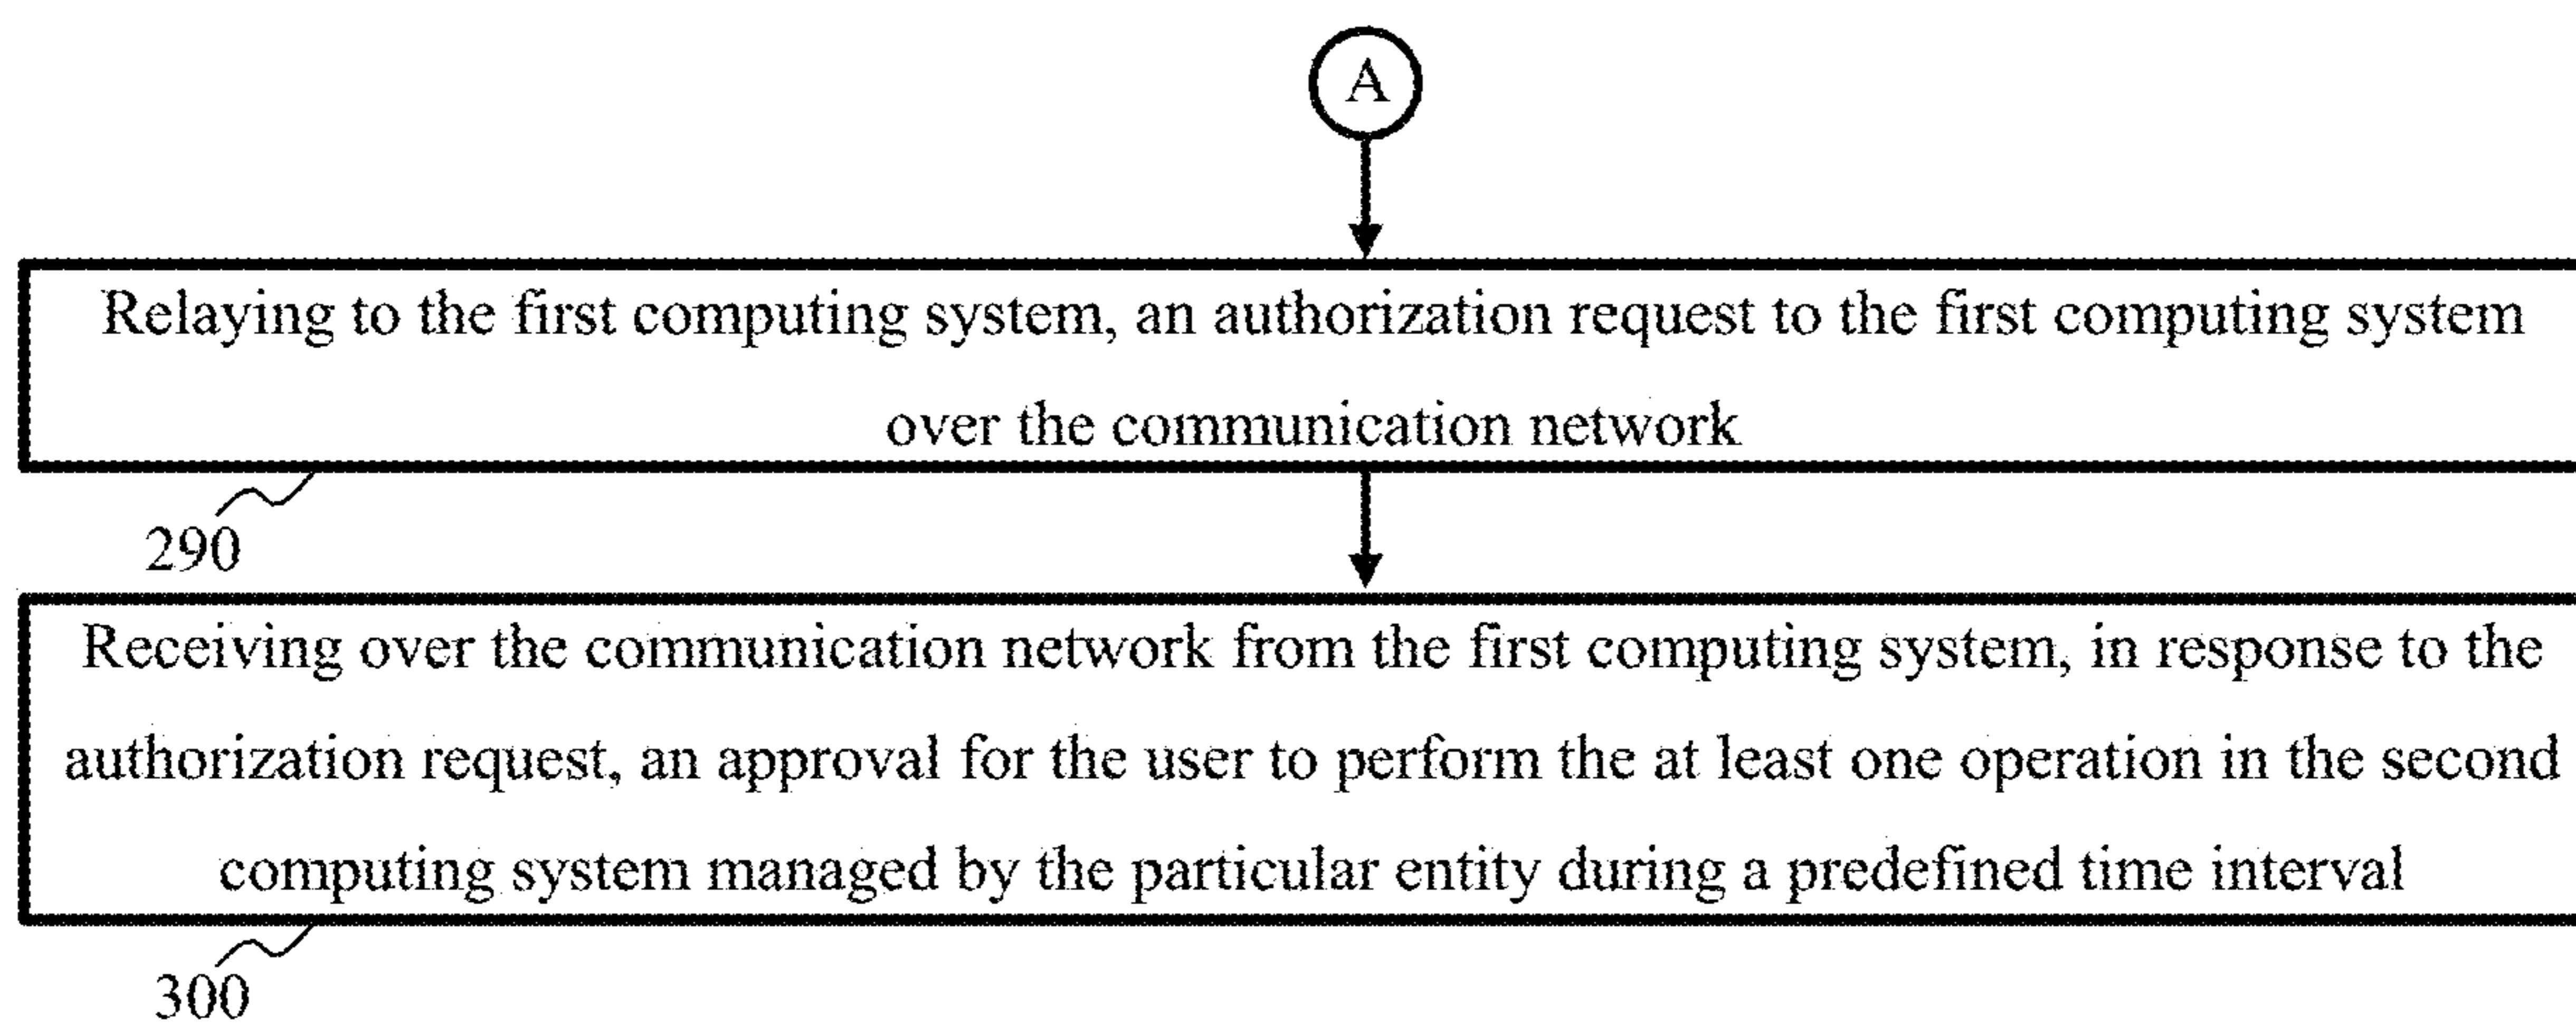 A
Relaying to the first computing system, an authorization request to the first computing system
over the communication network
290
Receiving over the communication network from the first computing system, in response to the
authorization request, an approval for the user to perform the at least one operation in the second
computing system managed by the particular entity during a predefined time interval
300